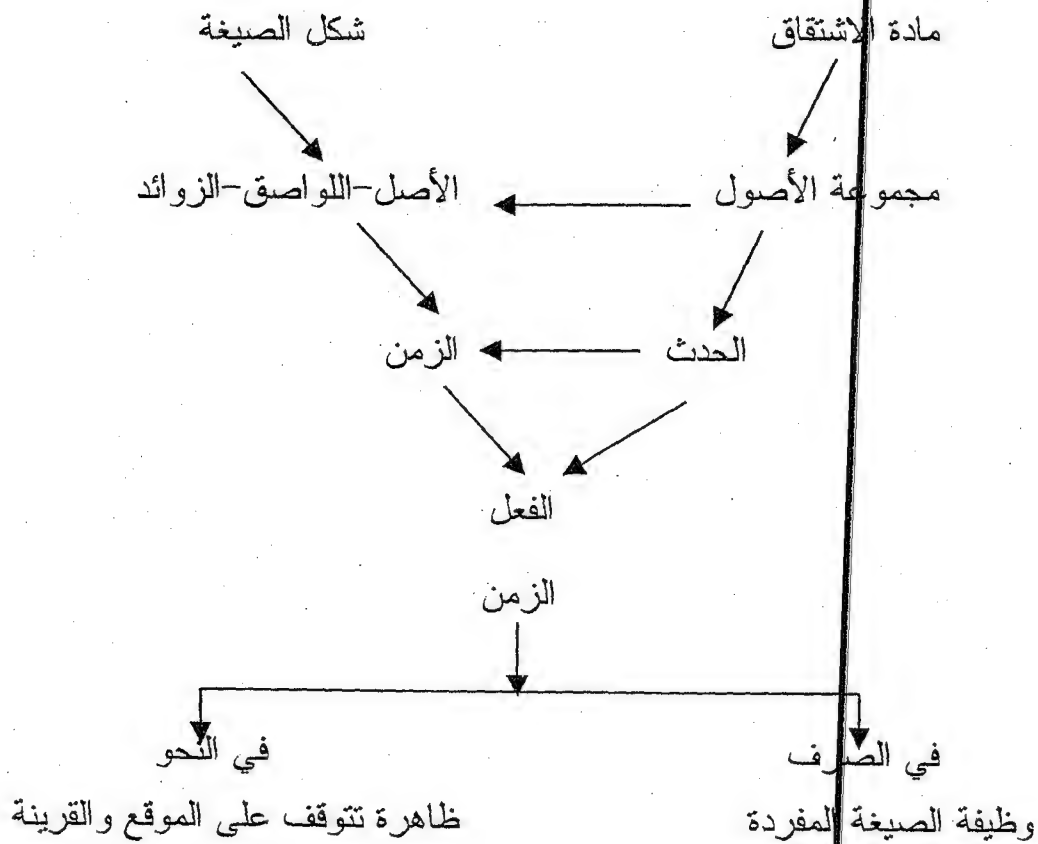 مادة الاشتقاق شكل الصيغة
مجموعة الأصول الأصل-اللواصق-الزوائد
الحدث الزمن
الفعل
الزمن
في الصرف في النحو
وظيفة الصيغة المفردة ظاهرة تتوقف على الموقع والقرينة